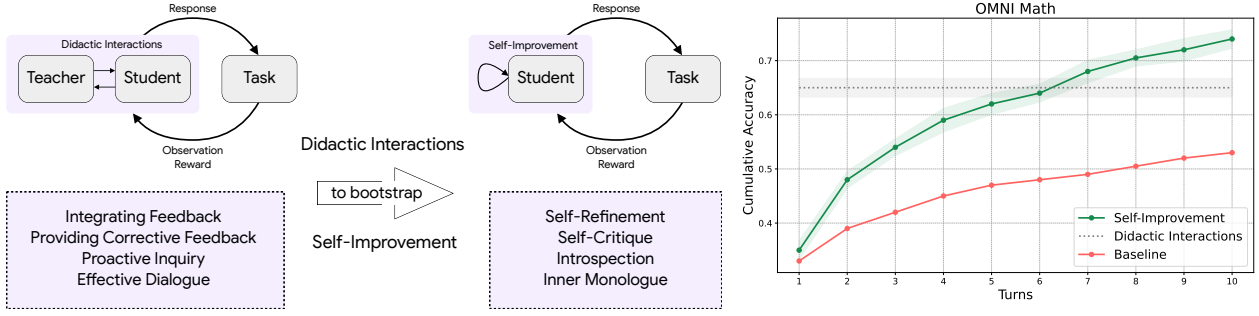 Response
Didactic Interactions
Teacher
Student
Task
Observation
Reward
Integrating Feedback
Providing Corrective Feedback
Proactive Inquiry
Effective Dialogue
Didactic Interactions
to bootstrap
Self-Improvement
Response
Self-Improvement
Student
Task
Observation
Reward
Self-Refinement
Self-Critique
Introspection
Inner Monologue
OMNI Math
Cumulative Accuracy
0.7
0.6
0.5
0.4
Self-Improvement
Didactic Interactions
Baseline
1 2 3 4 5 6 7 8 9 10
Turns